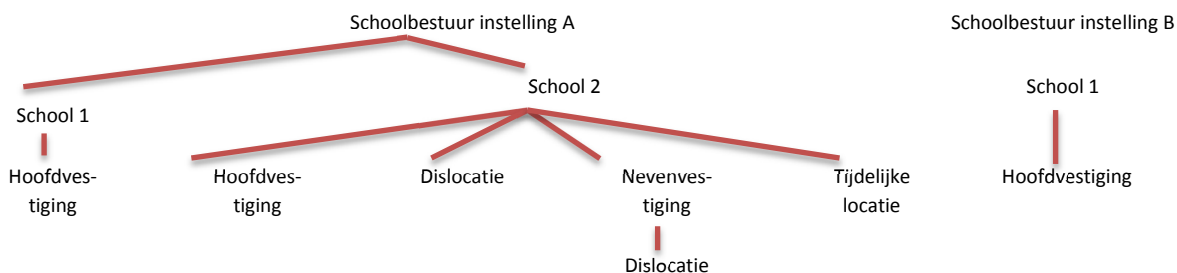 Schoolbestuur instelling A
Schoolbestuur instelling B
School 2
School 1
School 1
Hoofdves-
tiging
Hoofdves-
tiging
Dislocatie
Nevenves-
tiging
Tijdelijke
locatie
Hoofdvestiging
Dislocatie